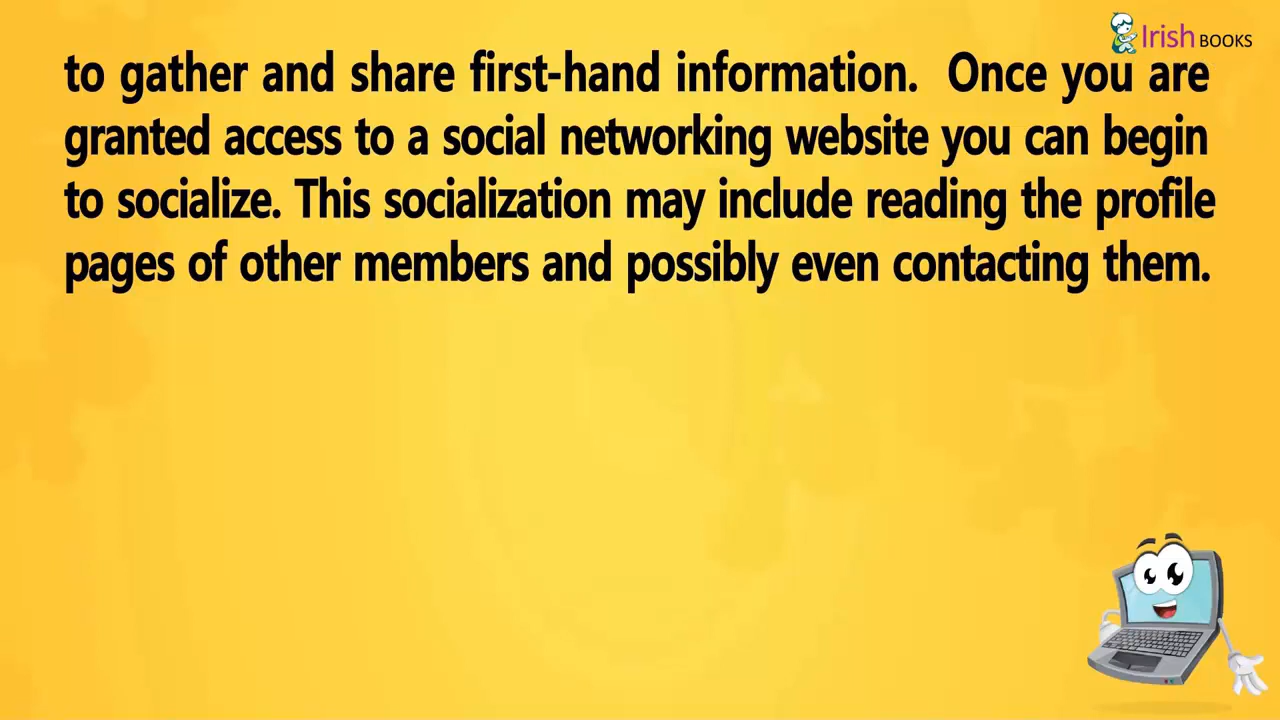 Irish BOOKS
to gather and share first-hand information.  Once you are
granted access to a social networking website you can begin
to socialize. This socialization may include reading the profile
pages of other members and possibly even contacting them.